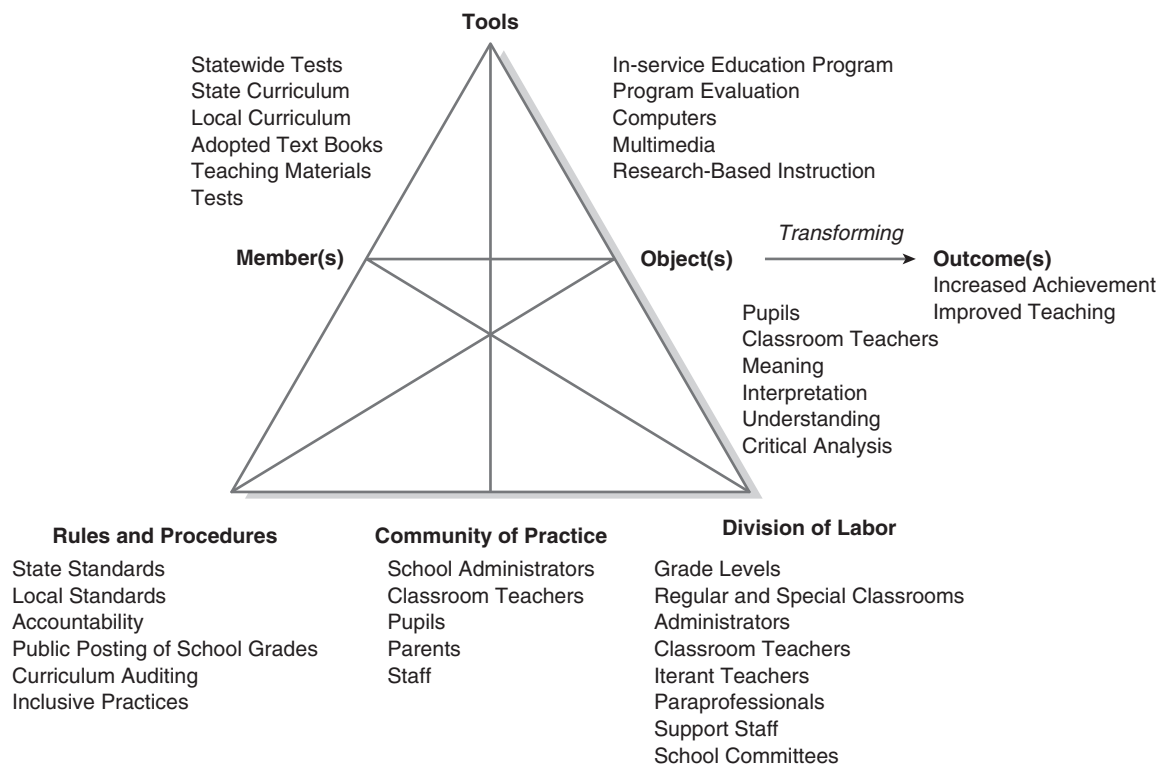 Tools
Statewide Tests
State Curriculum
Local Curriculum
Adopted Text Books
Teaching Materials
Tests
In-service Education Program
Program Evaluation
Computers
Multimedia
Research-Based Instruction
Member(s)
Object(s)
Transforming
Outcome(s)
Increased Achievement
Improved Teaching
Pupils
Classroom Teachers
Meaning
Interpretation
Understanding
Critical Analysis
Rules and Procedures
State Standards
Local Standards
Accountability
Public Posting of School Grades
Curriculum Auditing
Inclusive Practices
Community of Practice
School Administrators
Classroom Teachers
Pupils
Parents
Staff
Division of Labor
Grade Levels
Regular and Special Classrooms
Administrators
Classroom Teachers
Iterant Teachers
Paraprofessionals
Support Staff
School Committees